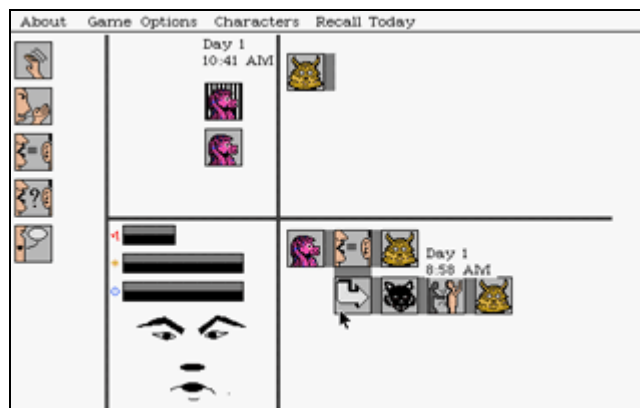 About Game Options Characters Recall Today
Day 1
10:41 AM
Day 1
8:58 AM